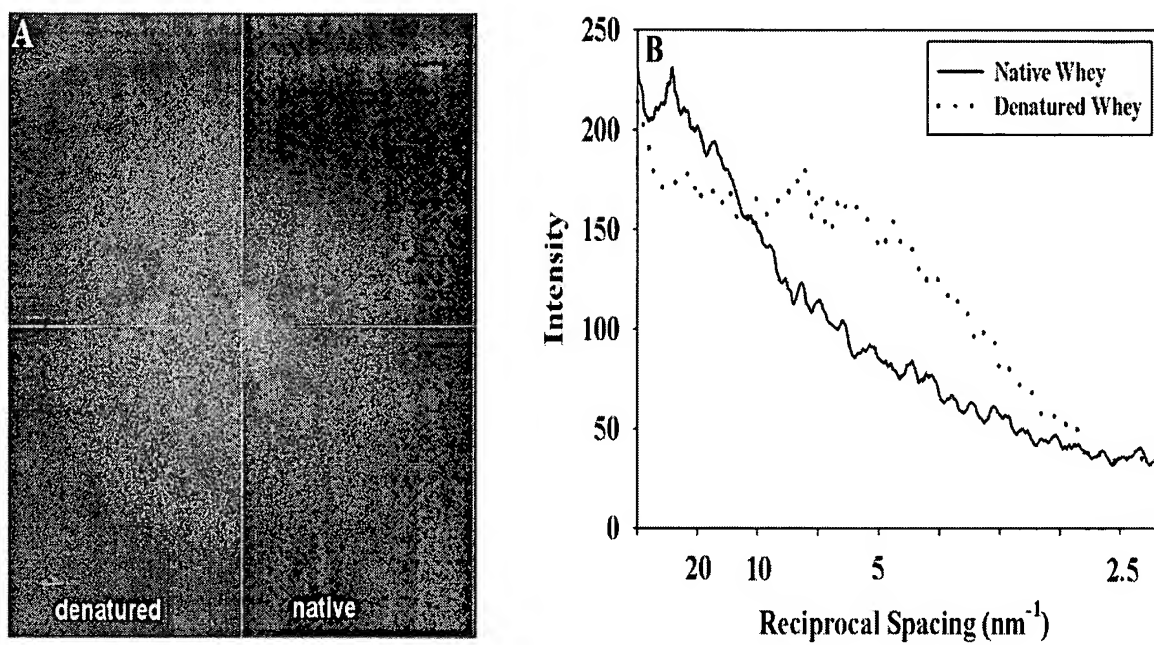 A
denatured
native
B
Native Whey
Denatured Whey
250
200
150
100
50
0
Intensity
20
10
5
2.5
Reciprocal Spacing (nm⁻¹)